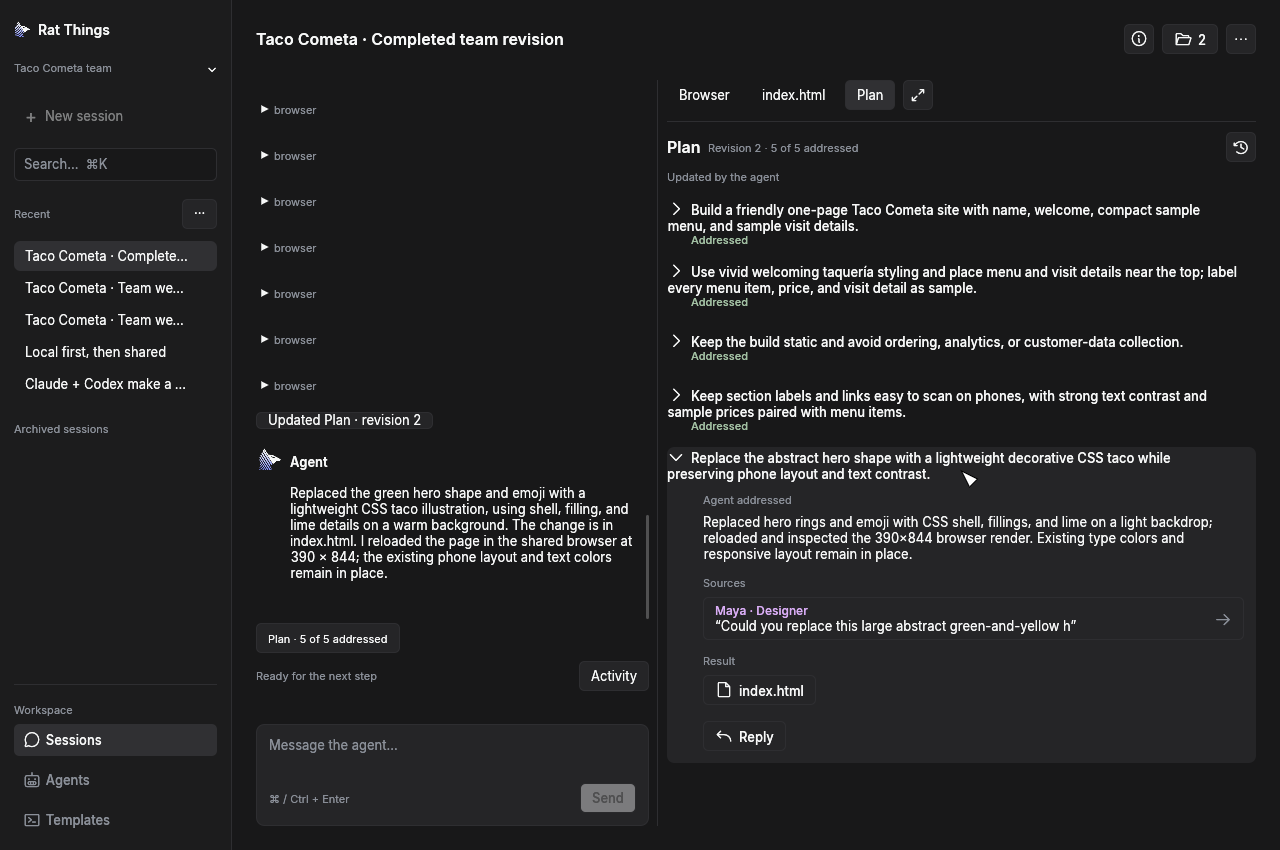 Rat Things
Taco Cometa team
+ New session
Search... ⌘K
Recent
...
Taco Cometa · Complete...
Taco Cometa · Team we...
Taco Cometa · Team we...
Local first, then shared
Claude + Codex make a ...
Archived sessions
Workspace
Sessions
Agents
Templates
Taco Cometa · Completed team revision
2
...
browser
browser
browser
browser
browser
browser
browser
Updated Plan · revision 2
Agent
Replaced the green hero shape and emoji with a
lightweight CSS taco illustration, using shell, filling, and
lime details on a warm background. The change is in
index.html. I reloaded the page in the shared browser at
390 × 844; the existing phone layout and text colors
remain in place.
Plan · 5 of 5 addressed
Ready for the next step
Activity
Message the agent...
⌘ / Ctrl + Enter
Send
Browser
index.html
Plan
Plan Revision 2 · 5 of 5 addressed
Updated by the agent
Build a friendly one-page Taco Cometa site with name, welcome, compact sample
menu, and sample visit details.
Addressed
Use vivid welcoming taquería styling and place menu and visit details near the top; label
every menu item, price, and visit detail as sample.
Addressed
Keep the build static and avoid ordering, analytics, or customer-data collection.
Addressed
Keep section labels and links easy to scan on phones, with strong text contrast and
sample prices paired with menu items.
Addressed
Replace the abstract hero shape with a lightweight decorative CSS taco while
preserving phone layout and text contrast.
Agent addressed
Replaced hero rings and emoji with CSS shell, fillings, and lime on a light backdrop;
reloaded and inspected the 390×844 browser render. Existing type colors and
responsive layout remain in place.
Sources
Maya · Designer
“Could you replace this large abstract green-and-yellow h”
Result
index.html
Reply